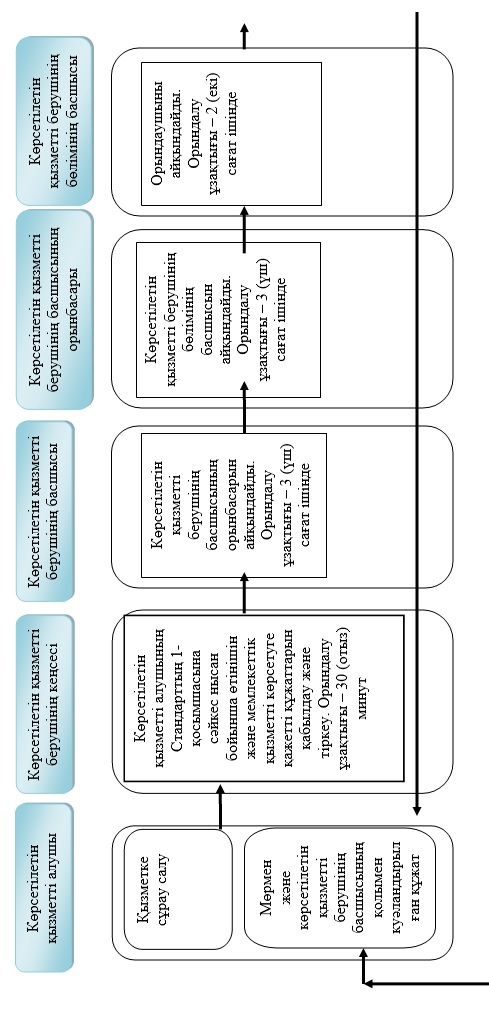 Көрсетілетін
қызметті алушы
Көрсетілетін қызметті
берушінің кеңсесі
Көрсетілетін қызметті
берушінің басшысы
Көрсетілетін қызметті
берушінің басшысының
орынбасары
Көрсетілетін
қызметті берушінің
бөлімінің басшысы
Қызметке
сұрау салу
Мөрмен
және
көрсетілетін
қызметті
берушінің
басшысының
қолымен
куәландырыл
ған құжат
Көрсетілетін
қызметті алушының
Стандарттың 1-
қосымшасына
сәйкес нысан
бойынша өтінішін
және мемлекеттік
қызметті көрсетуге
қажетті құжаттарын
қабылдау және
тіркеу. Орындалу
ұзақтығы – 30 (отыз)
минут
Көрсетілетін
қызметті
берушінің
басшысының
орынбасарын
айқындайды.
Орындалу
ұзақтығы – 3 (үш)
сағат ішінде
Көрсетілетін
қызметті берушінің
бөлімінің
басшысын
айқындайды.
Орындалу
ұзақтығы – 3 (үш)
сағат ішінде
Орындаушыны
айқындайды.
Орындалу
ұзақтығы – 2 (екі)
сағат ішінде